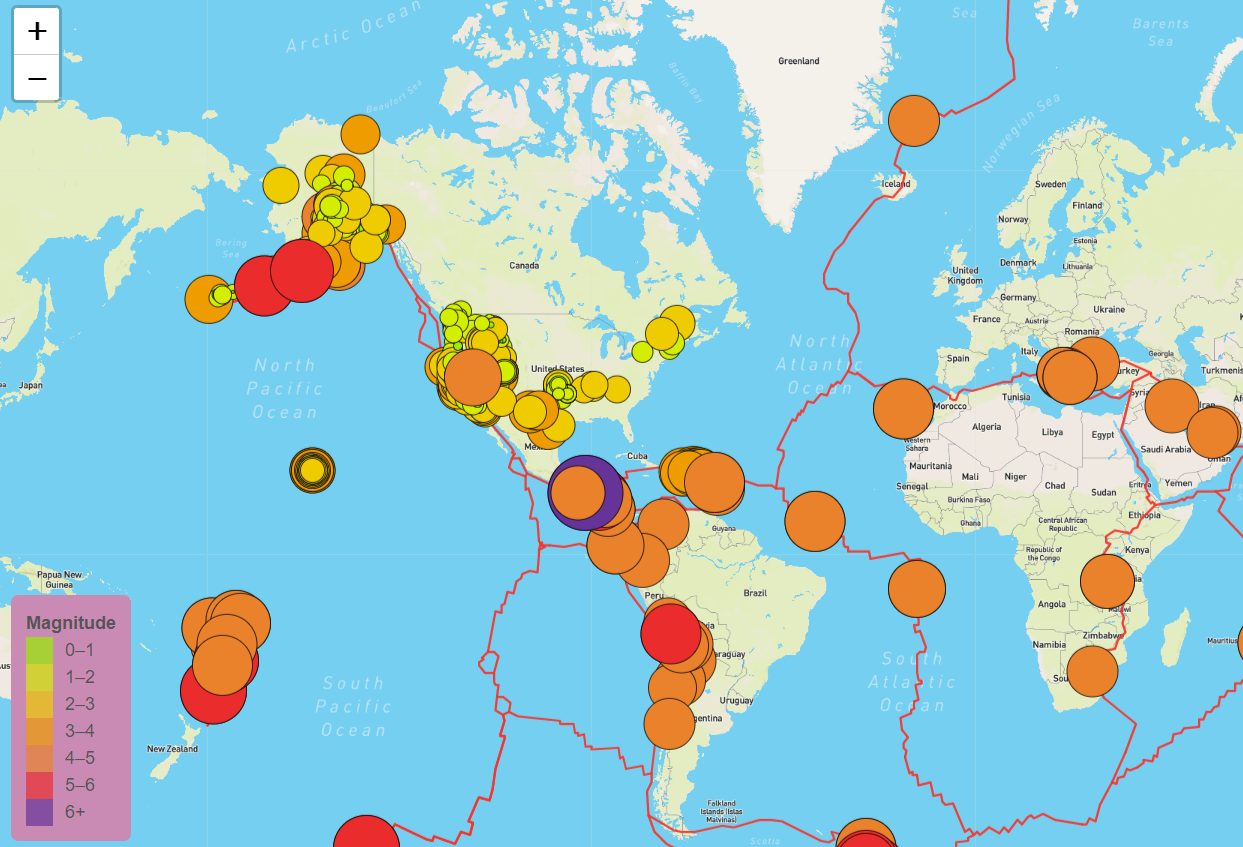 +
−
Arctic Ocean
Beaufort Sea
Baffin Bay
Greenland
Sea
Barents
Sea
Norwegian Sea
Iceland
Sweden
Finland
Norway
Estonia
Bering
Sea
Canada
Denmark
Lithuania
United
Kingdom
Germany
Ukraine
France
Austria
Romania
North
Pacific
Ocean
North
Atlantic
Ocean
Italy
Georgia
Spain
United States
Turkmenis
urkey
Japan
Syria
Iran
Tunisia
Morocco
Algeria
Libya
Egypt
Western
Sahara
Saudi Arabia
Oman
Cuba
Mauritania
Mali
Niger
Chad
Sudan
Eritrea
Yemen
Senegal
Burkina Faso
Ghana
Central African
Republic
Ethiopia
Guyana
Republic of
the Congo
Kenya
Papua New
Guinea
Peru
Brazil
Angola
Malawi
Namibia
Zimbabw
Mauritius
araguay
South
Atlantic
Ocean
Uruguay
gentina
South
Pacific
Ocean
New Zealand
Falkland
Islands (Islas
Malvinas)
Scotia
Magnitude
0–1
1–2
2–3
3–4
4–5
5–6
6+